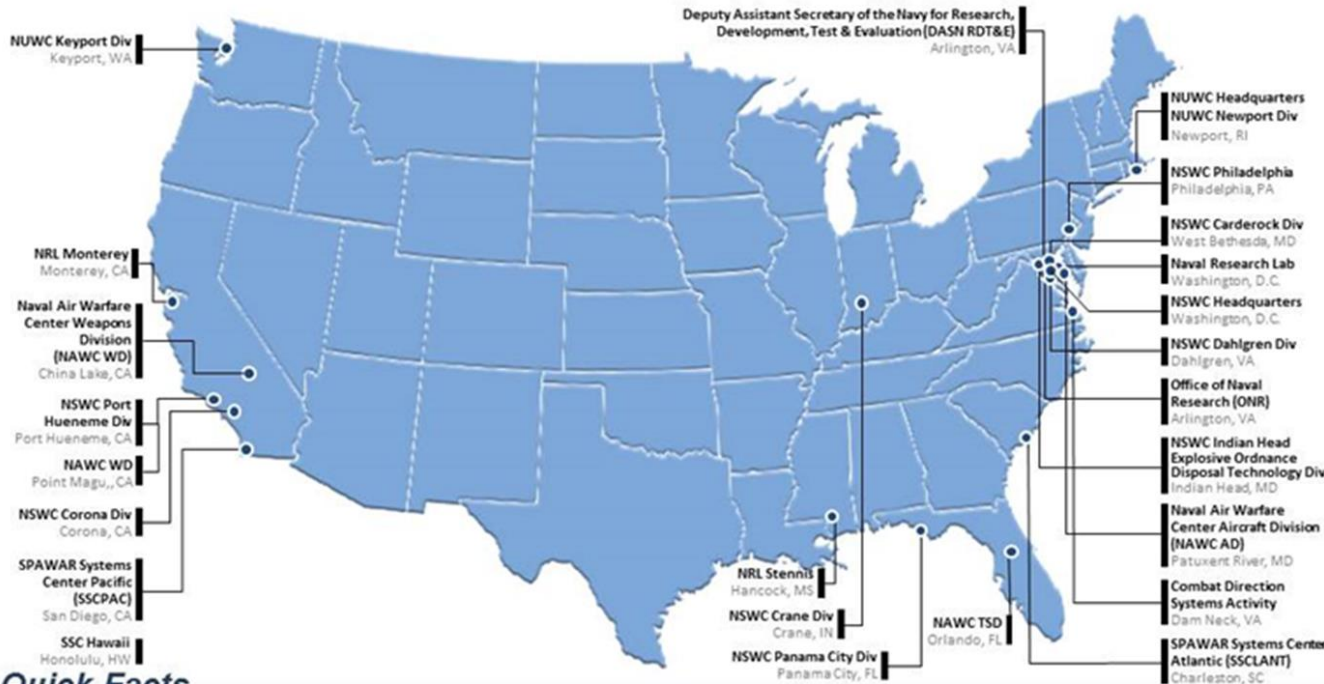 NUWC Keyport Div
Keyport, WA
NRL Monterey
Monterey, CA
Naval Air Warfare
Center Weapons
Division
(NAWC WD)
China Lake, CA
NSWC Port
Hueneme Div
Port Hueneme, CA
NAWC WD
Point Magu,, CA
NSWC Corona Div
Corona, CA
SPAWAR Systems
Center Pacific
(SSCPAC)
San Diego, CA
SSC Hawaii
Honolulu, HW
Quick Facts
Deputy Assistant Secretary of the Navy for Research,
Development, Test & Evaluation (DASN RDT&E)
Arlington, VA
NRL Stennis
Hancock, MS
NSWC Crane Div
Crane, IN
NSWC Panama City Div
Panama City, FL
NAWC TSD
Orlando, FL
NUWC Headquarters
NUWC Newport Div
Newport, RI
NSWC Philadelphia
Philadelphia, PA
NSWC Carderock Div
West Bethesda, MD
Naval Research Lab
Washington, D.C.
NSWC Headquarters
Washington, D.C.
NSWC Dahlgren Div
Dahlgren, VA
Office of Naval
Research (ONR)
Arlington, VA
NSWC Indian Head
Explosive Ordnance
Disposal Technology Div
Indian Head, MD
Naval Air Warfare
Center Aircraft Division
(NAWC AD)
Patuxent River, MD
Combat Direction
Systems Activity
Dam Neck, VA
SPAWAR Systems Center
Atlantic (SSCLANT)
Charleston, SC